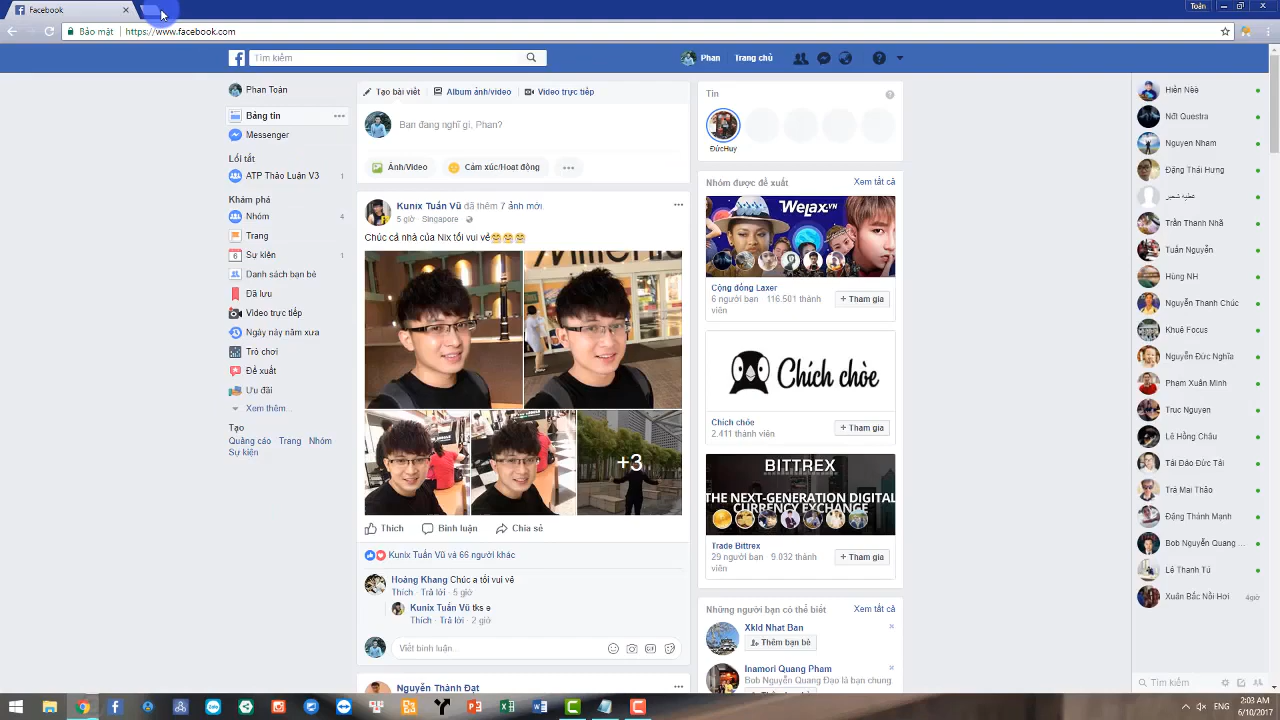 Facebook
Toản
Bảo mật
https://www.facebook.com
Tìm kiếm
Phan
Trang chủ
Phan Toản
Bảng tin
Messenger
Lối tắt
ATP Thảo Luận V3 1
Khám phá
Nhóm 4
Trang
6 Sự kiện 1
Danh sách bạn bè
Đã lưu
Video trực tiếp
Ngày này năm xưa
Trò chơi
Đề xuất
Ưu đãi
Xem thêm...
Tạo
Quảng cáo Trang Nhóm
Sự kiện
Tạo bài viết
Album ảnh/video
Video trực tiếp
Bạn đang nghĩ gì, Phan?
Ảnh/Video
Cảm xúc/Hoạt động
Kunix Tuấn Vũ đã thêm 7 ảnh mới.
5 giờ · Singapore ·
Chúc cả nhà của Nix tối vui vẻ
+3
Thích
Bình luận
Chia sẻ
Kunix Tuấn Vũ và 66 người khác
Hoàng Khang Chúc a tối vui vẻ
Thích · Trả lời · 5 giờ
Kunix Tuấn Vũ tks e
Thích · Trả lời · 2 giờ
Viết bình luận...
Nguyễn Thành Đạt
Tin
ĐứcHuy
Nhóm được đề xuất
Xem tất cả
WeJax.VN
Cộng đồng Laxer
6 người bạn · 116.501 thành viên
+ Tham gia
Chích chòe
Chích chòe
2.411 thành viên
+ Tham gia
BITTREX
THE NEXT-GENERATION DIGITAL
CURRENCY EXCHANGE
Trade Bittrex
29 người bạn · 9.032 thành viên
+ Tham gia
Những người bạn có thể biết
Xem tất cả
Xkld Nhat Ban
Thêm bạn bè
Inamori Quang Pham
Bob Nguyễn Quang Đạo là bạn chung
Hiền Nèè
Nđt Questra
Nguyen Nham
Đặng Thái Hưng
Trần Thanh Nhã
Tuấn Nguyễn
Hùng NH
Nguyễn Thanh Chúc
Khuê Focus
Nguyễn Đức Nghĩa
Phạm Xuân Minh
Truc Nguyen
Lê Hồng Châu
Tải Đáo Đức Tải
Trà Mai Thảo
Đặng Thành Mạnh
Bob Nguyễn Quang ...
Lê Thanh Tú
Xuân Bắc Nồi Hơi 4giờ
Tìm kiếm
2:03 AM
ENG
6/10/2017